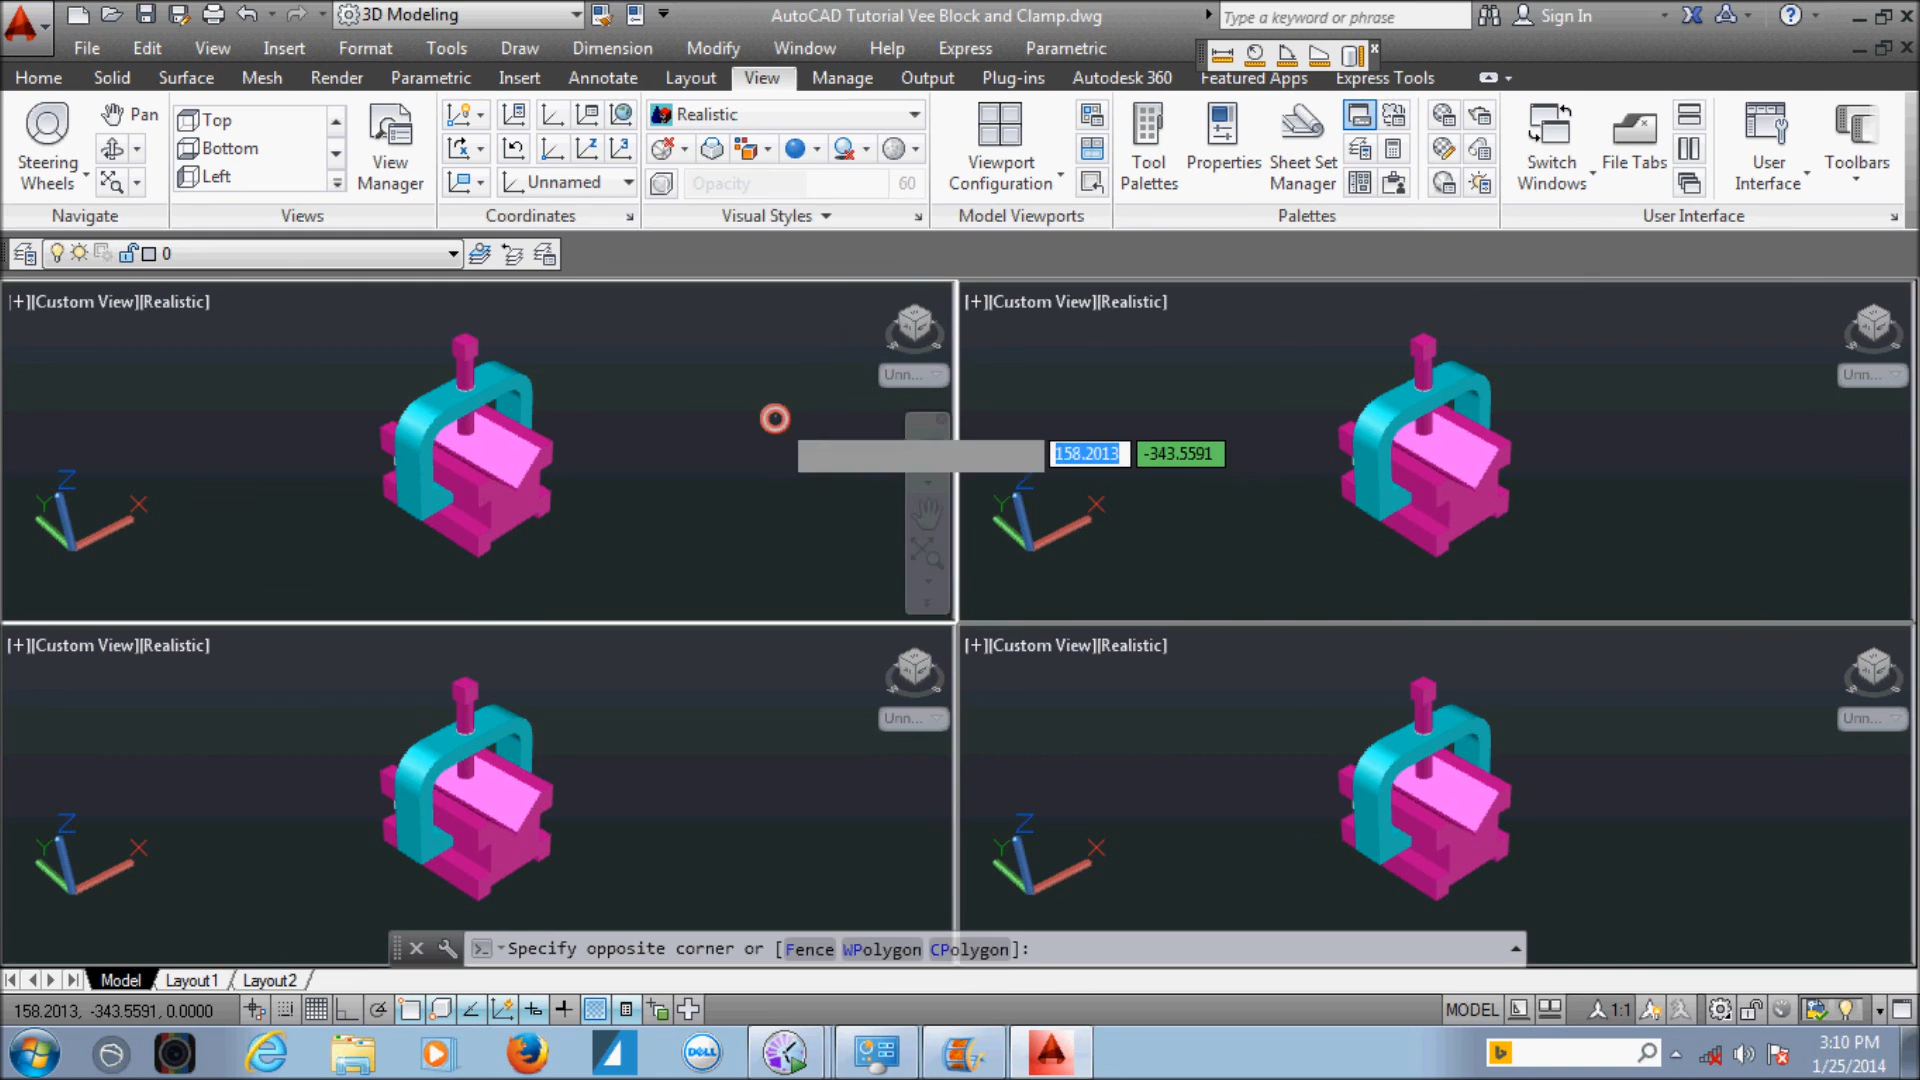 3D Modeling
AutoCAD Tutorial Vee Block and Clamp.dwg
Type a keyword or phrase
Sign In
File Edit View Insert Format Tools Draw Dimension Modify Window Help Express Parametric
Home Solid Surface Mesh Render Parametric Insert Annotate Layout View Manage Output Plug-ins Autodesk 360 Featured Apps Express Tools
Steering Wheels
Pan
Top
Bottom
Left
View Manager
Unnamed
Realistic
Opacity 60
Viewport Configuration
Tool Palettes
Properties
Sheet Set Manager
Switch Windows
File Tabs
User Interface
Toolbars
Navigate Views Coordinates Visual Styles Model Viewports Palettes User Interface
0
[+][Custom View][Realistic]
Unn...
Z
Y
X
[+][Custom View][Realistic]
Unn...
158.2013 -343.5591
Z
Y
X
[+][Custom View][Realistic]
Unn...
Z
Y
X
[+][Custom View][Realistic]
Unn...
Z
Y
X
Specify opposite corner or [Fence WPolygon CPolygon]:
Model Layout1 Layout2
158.2013, -343.5591, 0.0000
MODEL
1:1
DELL
3:10 PM
1/25/2014